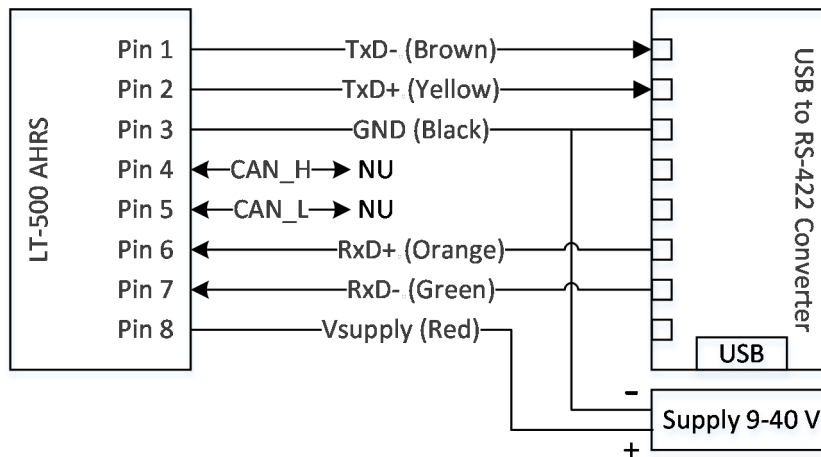 LT-500 AHRS
Pin 1
TxD- (Brown)
Pin 2
TxD+ (Yellow)
Pin 3
GND (Black)
Pin 4
CAN_H
NU
Pin 5
CAN_L
NU
Pin 6
RxD+ (Orange)
Pin 7
RxD- (Green)
Pin 8
Vsupply (Red)
USB to RS-422 Converter
USB
-
Supply 9-40 V
+